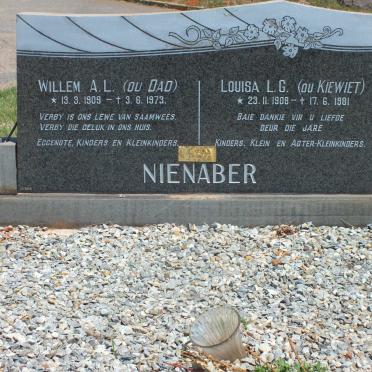 WILLEM A.L. (OU DAD)
* 13. 3. 1909 - † 3. 6. 1973.
VERBY IS ONS LEWE VAN SAAMWEES.
VERBY DIE GELUK IN ONS HUIS.
EGGENOTE, KINDERS EN KLEINKINDERS.
LOUISA L.G. (OU KIEWIET)
* 23. 11. 1908 - † 17. 6. 1981
BAIE DANKIE VIR U LIEFDE
DEUR DIE JARE
KINDERS, KLEIN EN AGTER-KLEINKINDERS.
NIENABER